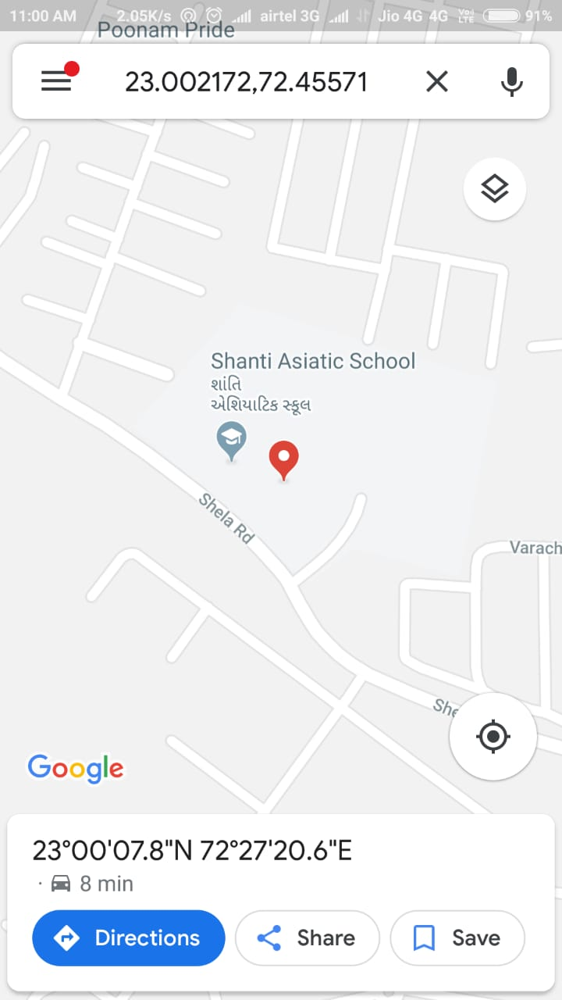 11:00 AM 2.05K/s airtel 3G Jio 4G 4G VoLTE 91%
Poonam Pride
23.002172,72.45571
Shanti Asiatic School
શાંતિ
એશિયાટિક સ્કૂલ
Shela Rd
Varach
She
Google
23°00'07.8"N 72°27'20.6"E
· 8 min
Directions Share Save